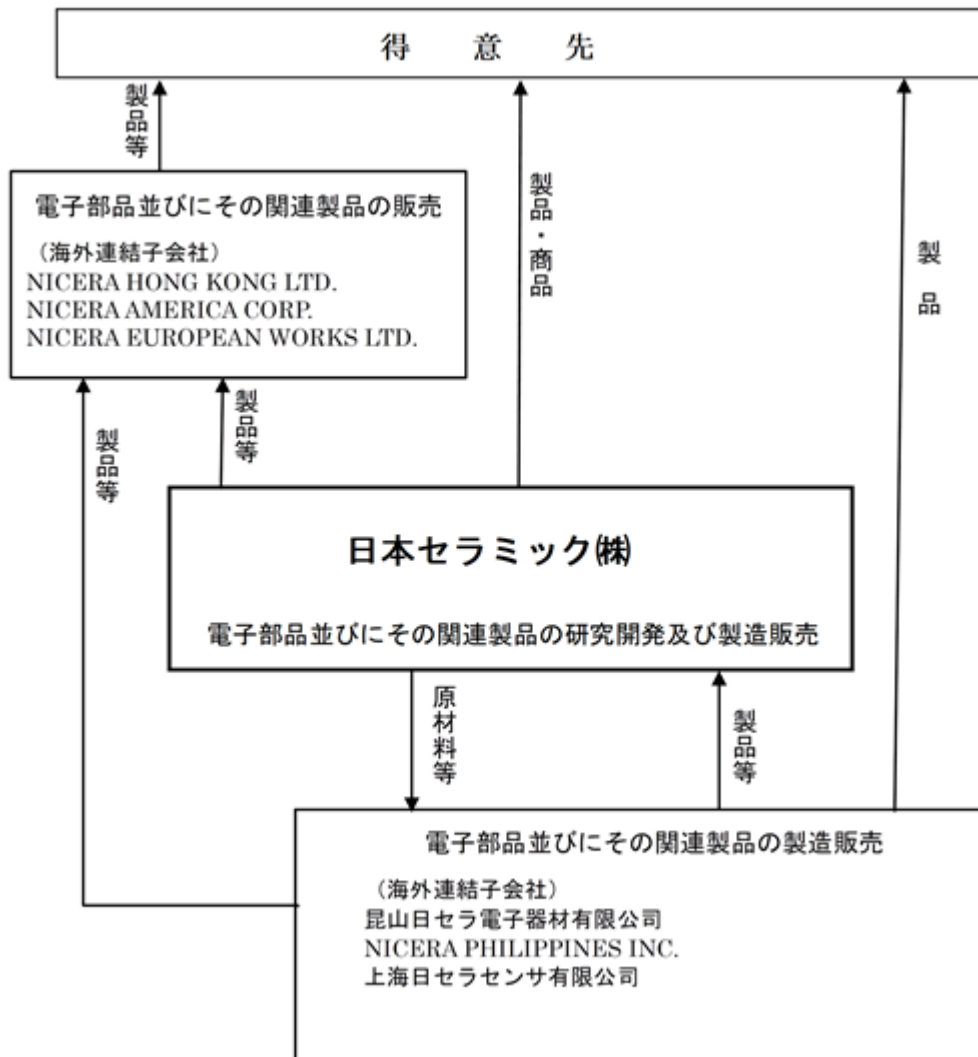 得意先
製品等
電子部品並びにその関連製品の販売
（海外連結子会社）
NICERA HONG KONG LTD.
NICERA AMERICA CORP.
NICERA EUROPEAN WORKS LTD.
製品・商品
製品
製品等
製品等
日本セラミック㈱
電子部品並びにその関連製品の研究開発及び製造販売
原材料等
製品等
電子部品並びにその関連製品の製造販売
（海外連結子会社）
昆山日セラ電子器材有限公司
NICERA PHILIPPINES INC.
上海日セラセンサ有限公司